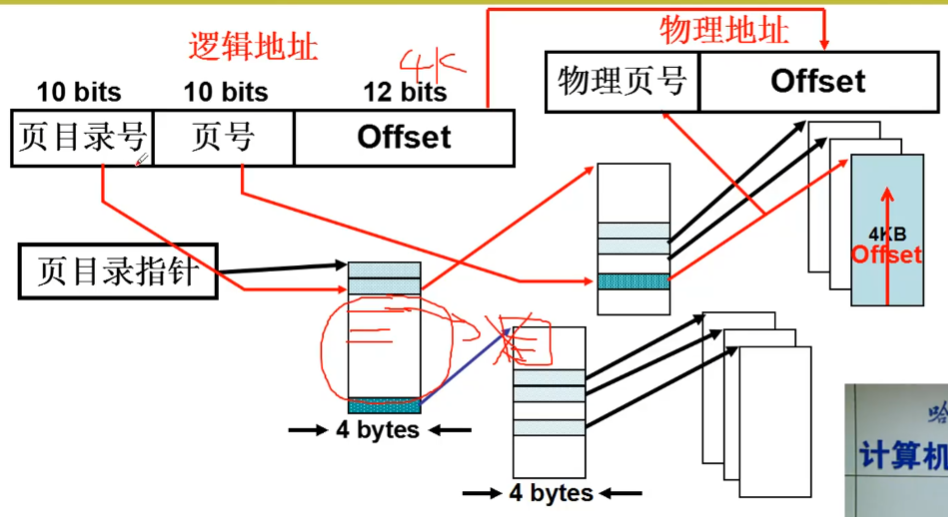 逻辑地址
4K
物理地址
10 bits
10 bits
12 bits
页目录号
页号
Offset
物理页号
Offset
页目录指针
4KB
Offset
4 bytes
4 bytes
哈
计算机